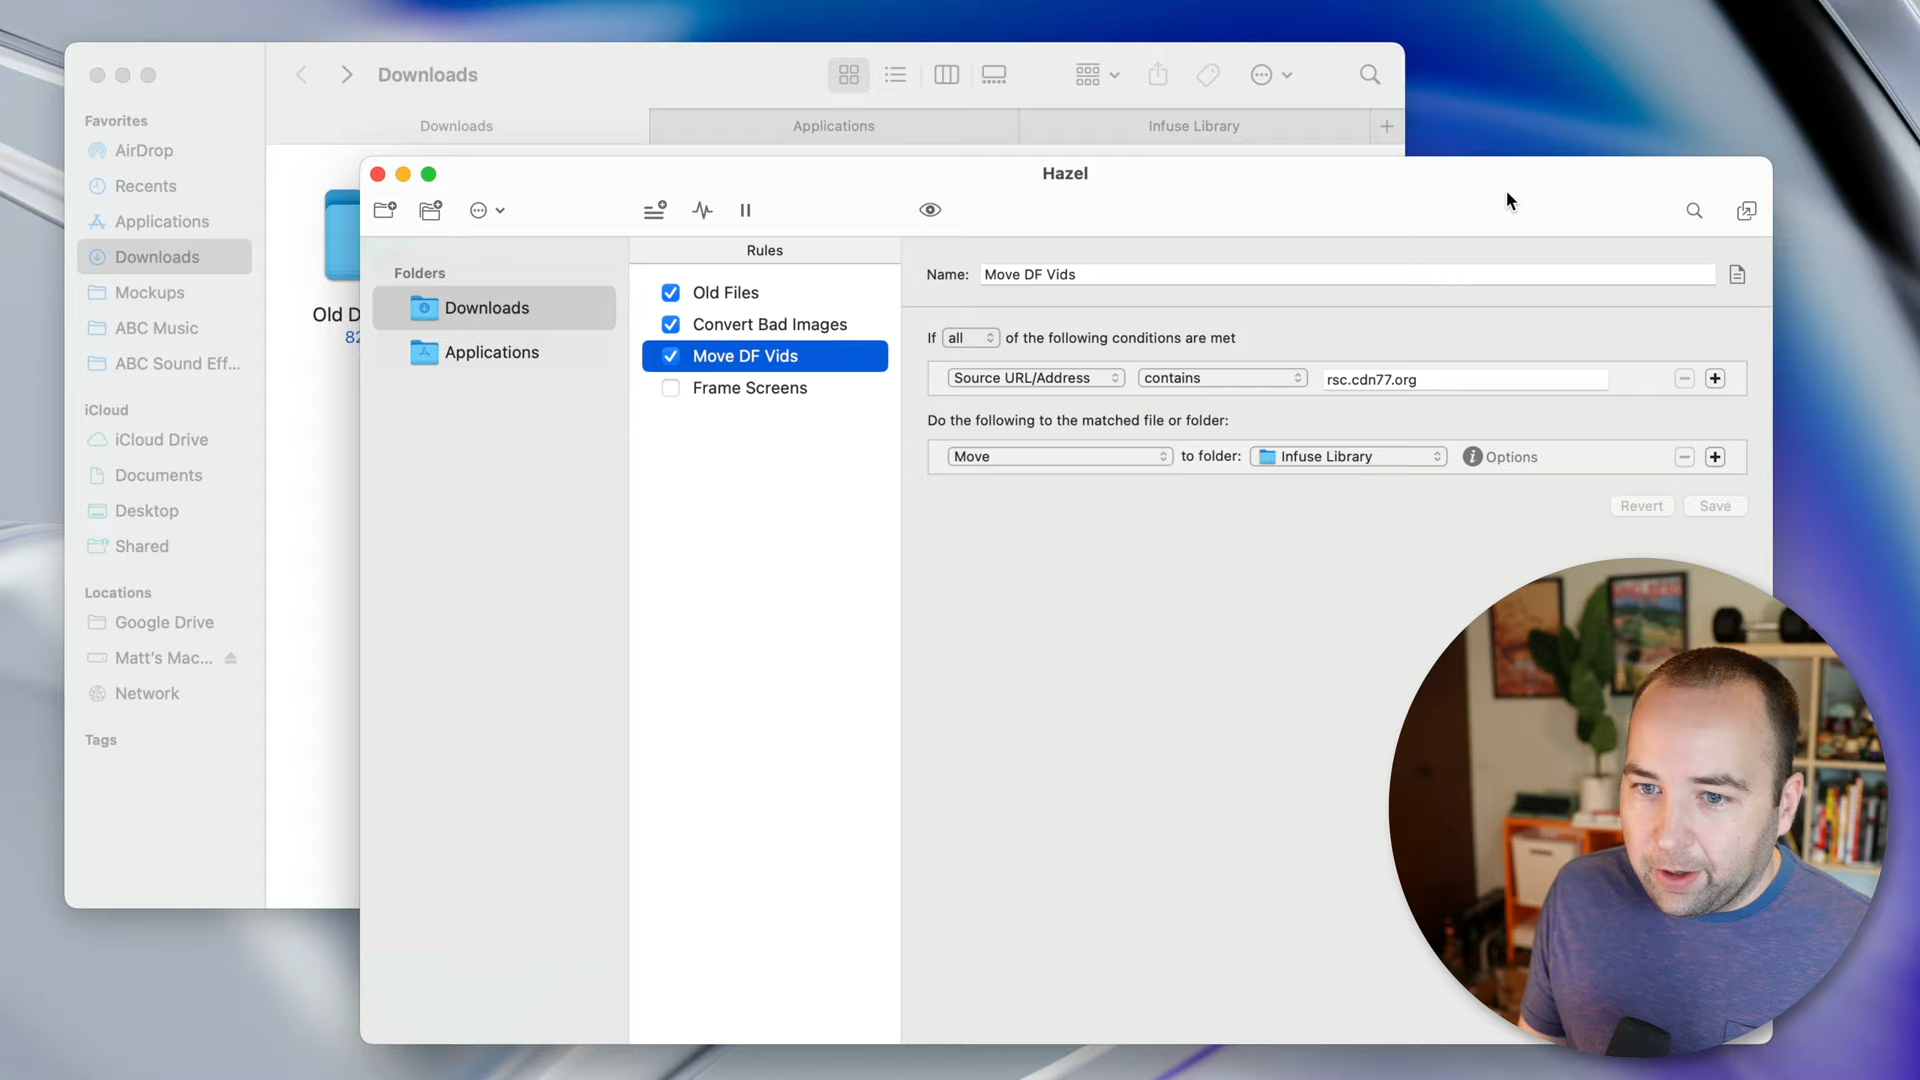 Downloads
Favorites
AirDrop
Recents
Applications
Downloads
Mockups
ABC Music
ABC Sound Eff...
iCloud
iCloud Drive
Documents
Desktop
Shared
Locations
Google Drive
Matt's Mac...
Network
Tags
Downloads
Applications
Infuse Library
Old D
82
Hazel
Folders
Downloads
Applications
Rules
Old Files
Convert Bad Images
Move DF Vids
Frame Screens
Name: Move DF Vids
If all of the following conditions are met
Source URL/Address contains rsc.cdn77.org
Do the following to the matched file or folder:
Move to folder: Infuse Library Options
Revert Save